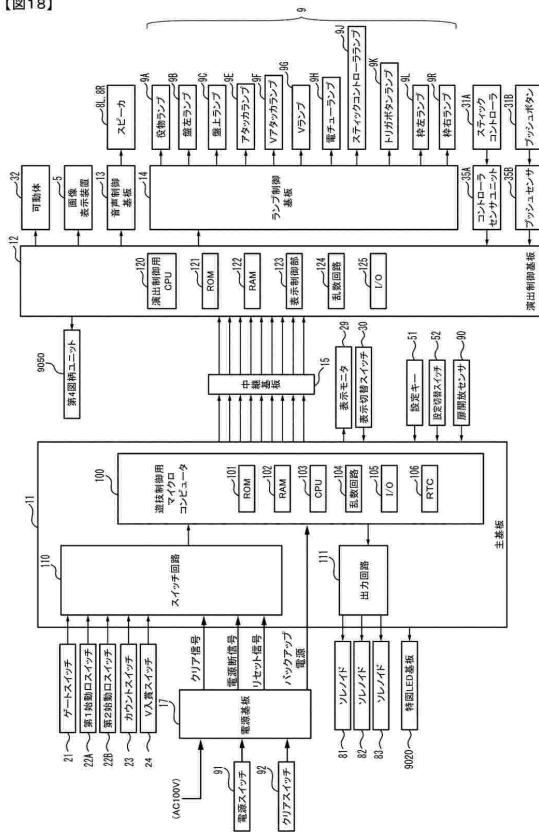 【図18】
9
8L、8R
スピーカ
9A
役物ランプ
9B
盤左ランプ
9C
盤上ランプ
9E
アタッカランプ
9F
Vアタッカランプ
9G
Vランプ
9H
電チューランプ
9J
スティックコントローラランプ
9K
トリガボタンランプ
9L
枠左ランプ
9R
枠右ランプ
31A
スティック
コントローラ
31B
プッシュボタン
32
可動体
5
画像
表示装置
13
音声制御
基板
14
ランプ制御
基板
35A
コントローラ
センサユニット
35B
プッシュセンサ
12
120
演出制御用
CPU
121
ROM
122
RAM
123
表示制御部
124
乱数回路
125
I/O
演出制御基板
9050
第4図柄ユニット
中継基板
15
29
表示モニタ
30
表示切替スイッチ
51
設定キー
52
設定切替スイッチ
90
扉開放センサ
11
100
遊技制御用
マイクロ
コンピュータ
101
ROM
102
RAM
103
CPU
104
乱数回路
105
I/O
106
RTC
主基板
110
スイッチ回路
111
出力回路
クリア信号
電源断信号
リセット信号
バックアップ
電源
ゲートスイッチ
21
第1始動口スイッチ
22A
第2始動口スイッチ
22B
カウントスイッチ
23
V入賞スイッチ
24
17
電源基板
(AC100V)
91
電源スイッチ
92
クリアスイッチ
ソレノイド
81
ソレノイド
82
ソレノイド
83
特図LED基板
9020